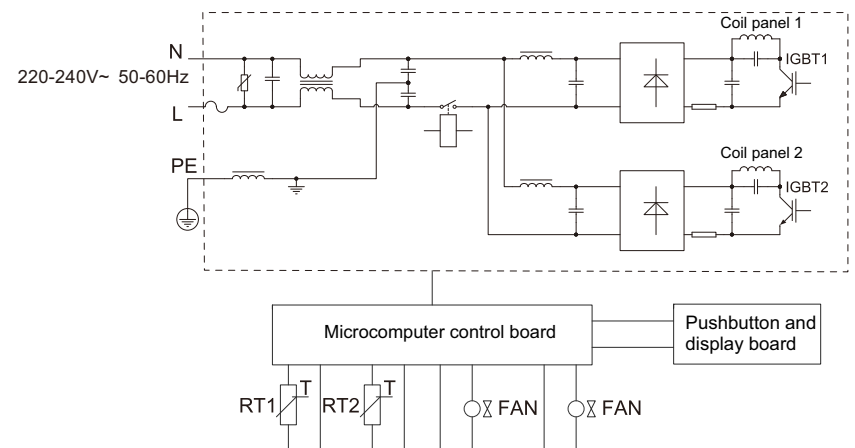 Coil panel 1
N
IGBT1
220-240V~ 50-60Hz
L
PE
Coil panel 2
IGBT2
Microcomputer control board
Pushbutton and
display board
RT1
T
RT2
T
FAN
FAN